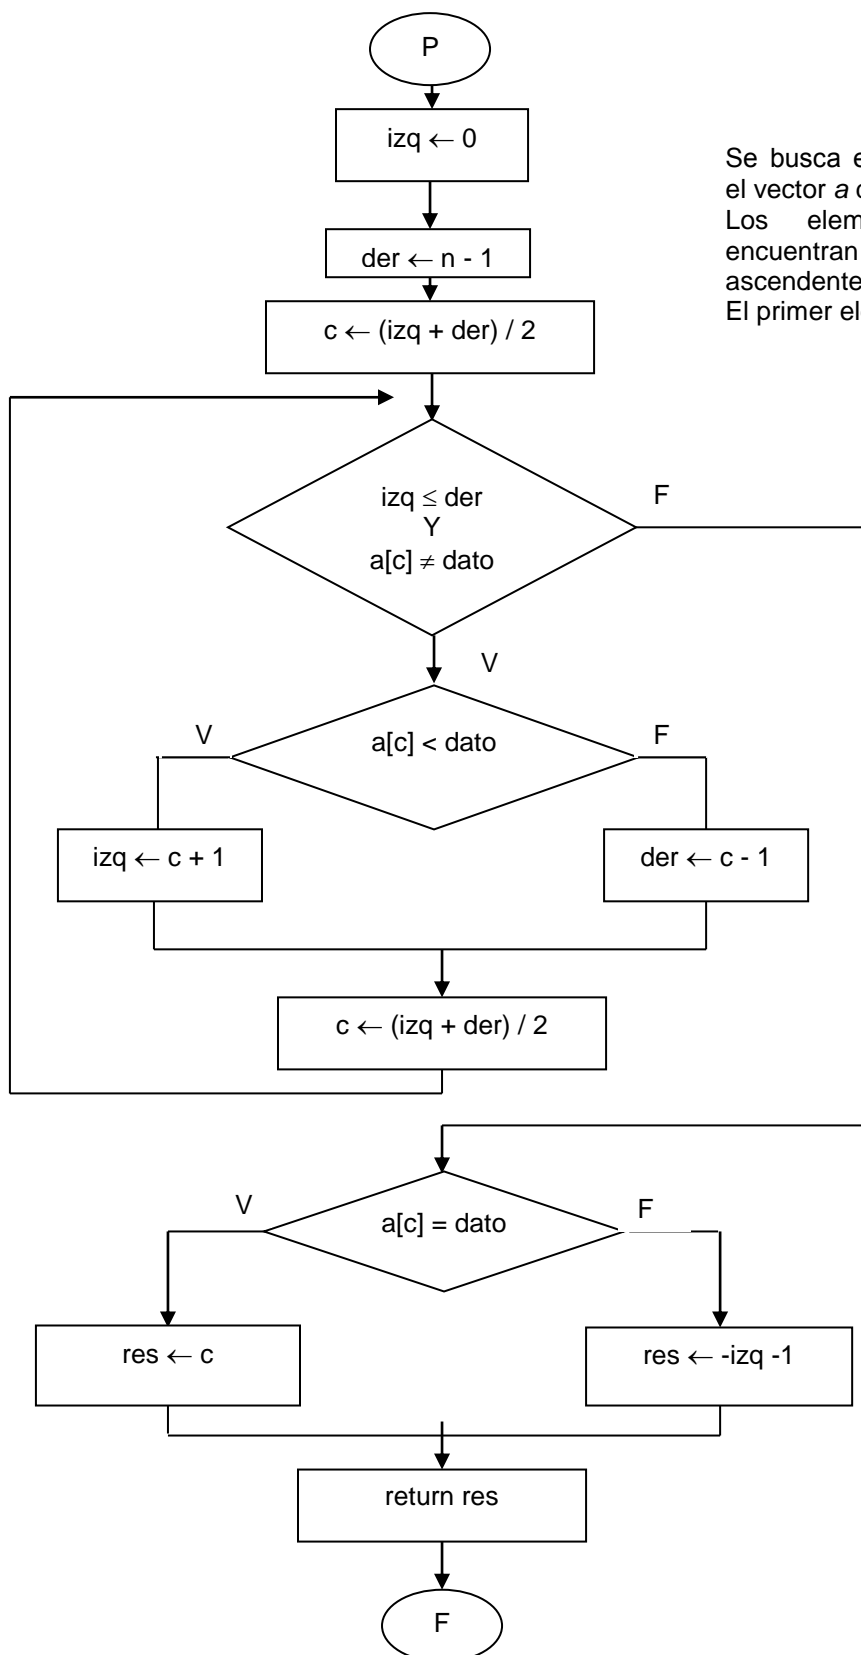 P
izq ← 0
Se busca e
el vector a
Los elem
encuentran
ascendente
El primer el
der ← n - 1
c ← (izq + der) / 2
izq ≤ der
Y
a[c] ≠ dato
F
V
V
a[c] < dato
F
izq ← c + 1
der ← c - 1
c ← (izq + der) / 2
V
a[c] = dato
F
res ← c
res ← -izq -1
return res
F